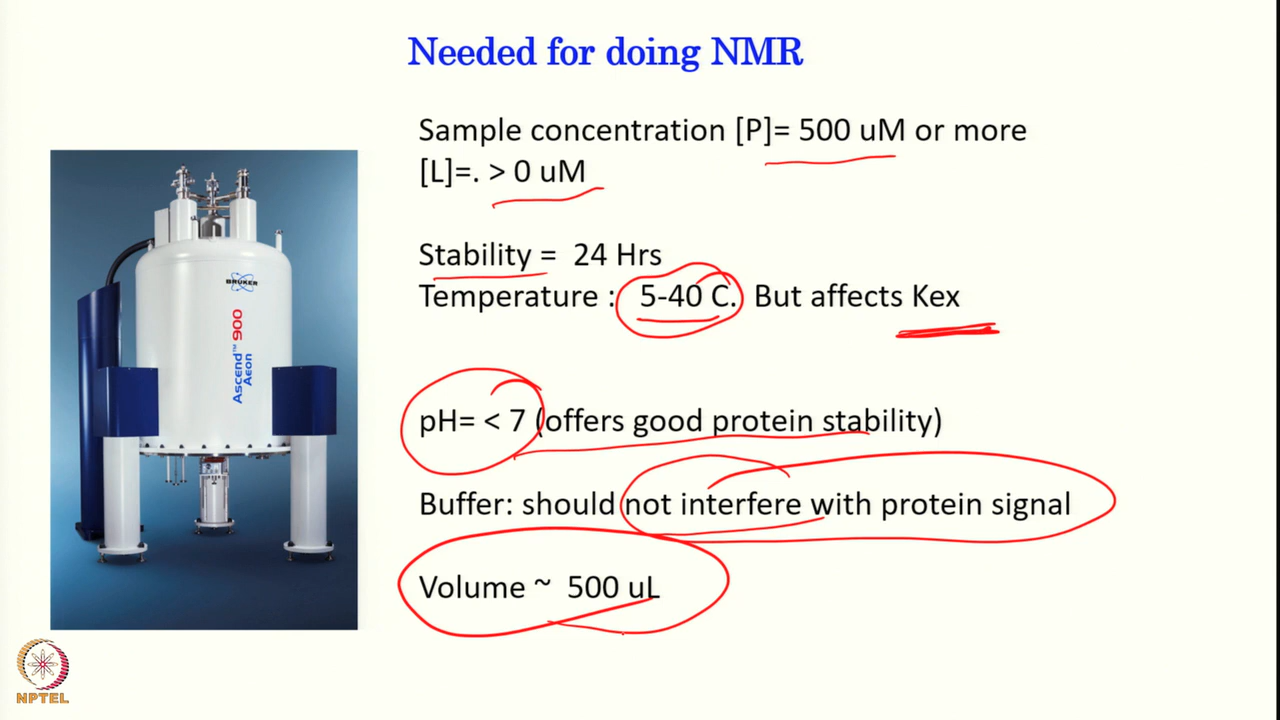 Needed for doing NMR
Sample concentration [P]= 500 uM or more
[L]=. > 0 uM
Stability = 24 Hrs
Temperature : 5-40 C. But affects Kex
pH= < 7 (offers good protein stability)
Buffer: should not interfere with protein signal
Volume ~ 500 uL
BRUKER
Ascend™ 900
Aeon
NPTEL